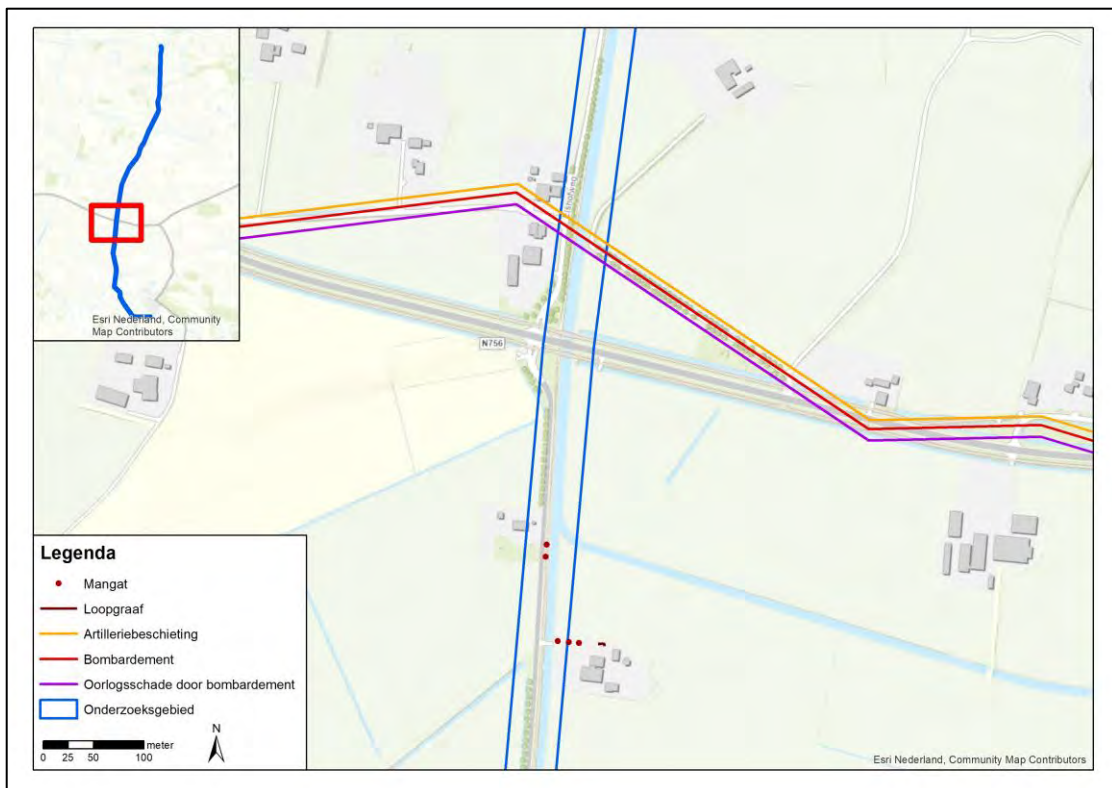 Esri Nederland, Community
Map Contributors
Elshofweg
N756
Legenda
Mangat
Loopgraaf
Artilleriebeschieting
Bombardement
Oorlogsschade door bombardement
Onderzoeksgebied
N
meter
0 25 50 100
Esri Nederland, Community Map Contributors